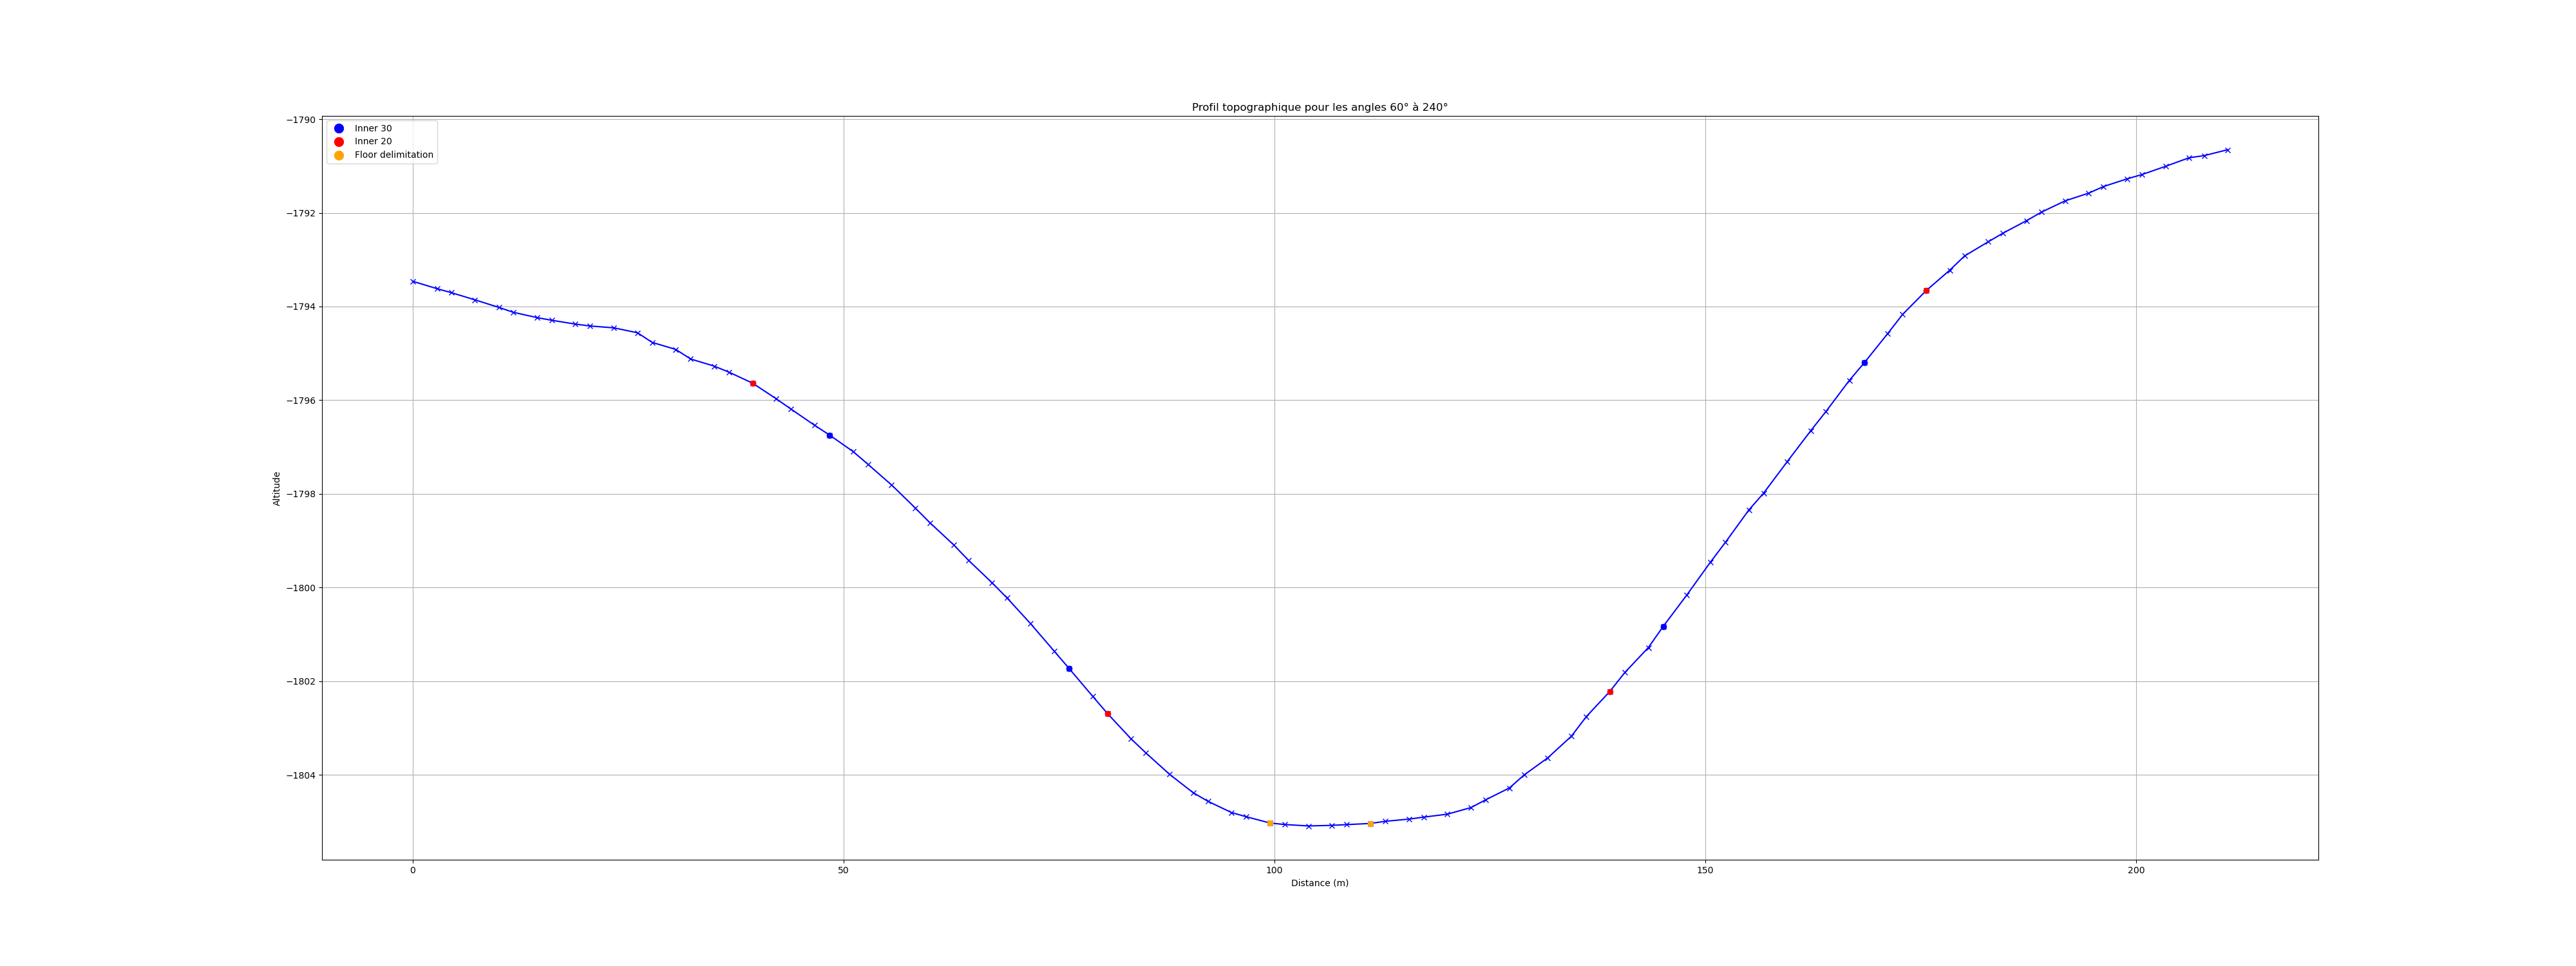 Profil topographique pour les angles 60° à 240°
Inner 30
Inner 20
Floor delimitation
Altitude
−1790
−1792
−1794
−1796
−1798
−1800
−1802
−1804
0
50
100
150
200
Distance (m)